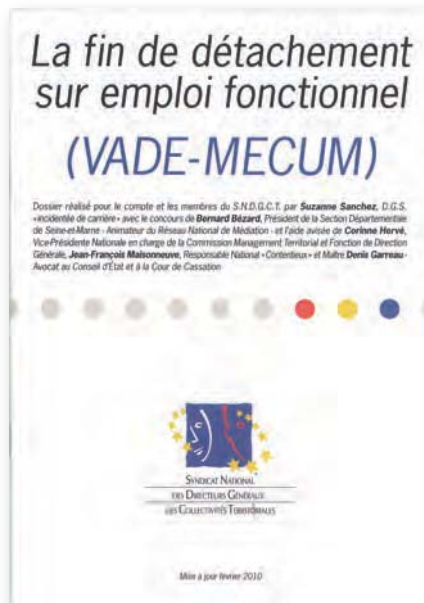 La fin de détachement
sur emploi fonctionnel
(VADE-MECUM)
Dossier réalisé pour le compte et les membres du S.N.D.G.C.T. par Suzanne Sanchez, D.G.S.
«incidentée de carrière» avec le concours de Bernard Bézard, Président de la Section Départementale
de Seine-et-Marne - Animateur du Réseau National de Médiation - et l'aide avisée de Corinne Hervé,
Vice-Présidente Nationale en charge de la Commission Management Territorial et Fonction de Direction
Générale, Jean-François Maisonneuve, Responsable National «Contentieux» et Maître Denis Garreau -
Avocat au Conseil d'État et à la Cour de Cassation
SYNDICAT NATIONAL
DES DIRECTEURS GÉNÉRAUX
DES COLLECTIVITÉS TERRITORIALES
Mise à jour février 2010